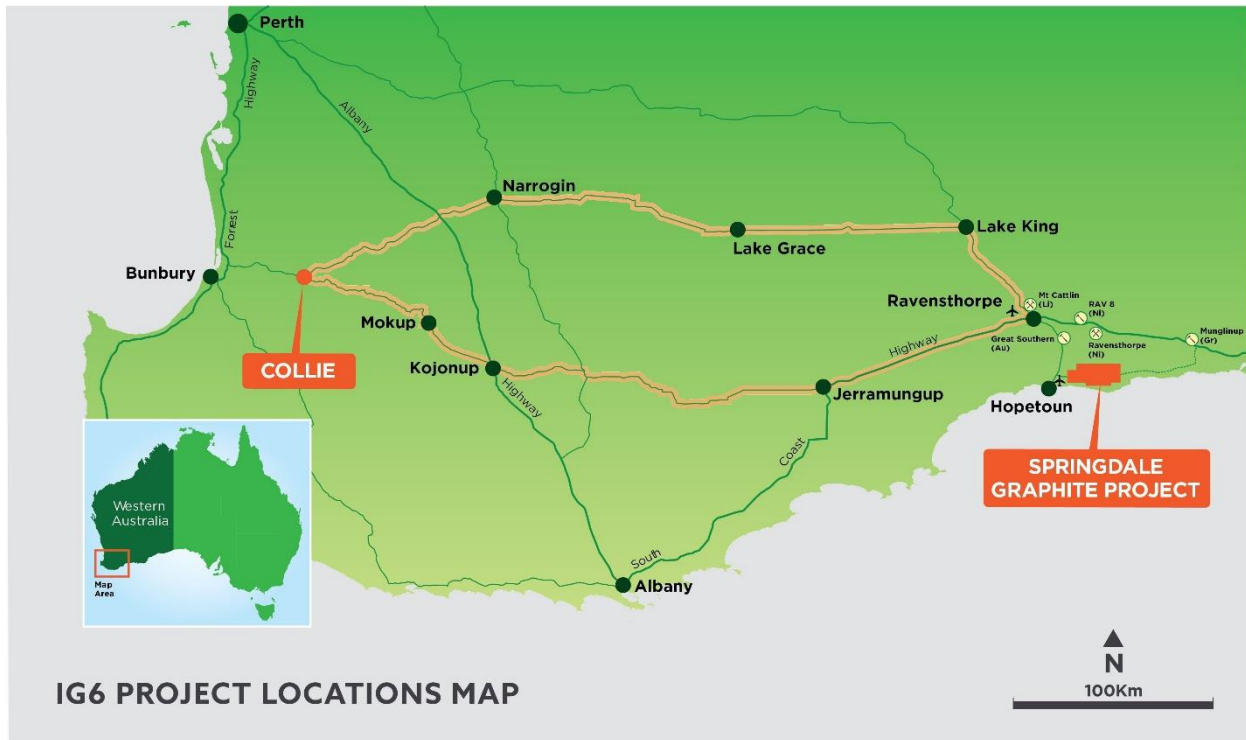 Perth
Highway
Albany
Narrogin
Lake King
Lake Grace
Forest
Bunbury
Ravensthorpe
Mt Cattlin
(Li)
RAV 8
(Ni)
Mokup
Highway
Great Southern
(Au)
Ravensthorpe
(Ni)
Munglinup
(Gr)
COLLIE
Kojonup
Highway
Jerramungup
Hopetoun
Coast
SPRINGDALE
GRAPHITE PROJECT
Western
Australia
Map
Area
South
Albany
N
100Km
IG6 PROJECT LOCATIONS MAP